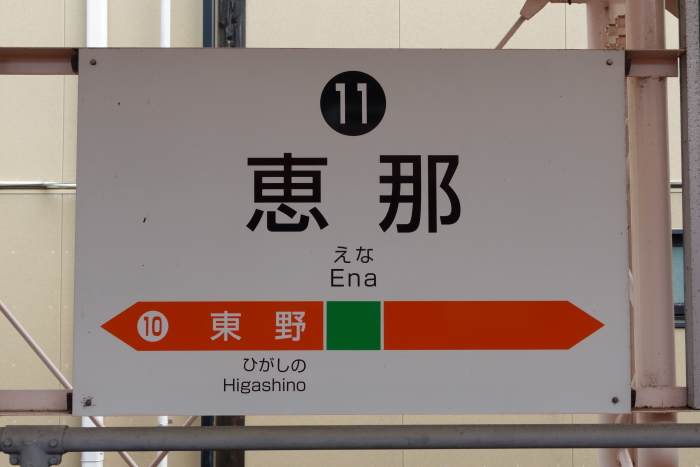 11
恵那
えな
Ena
10 東野
ひがしの
Higashino